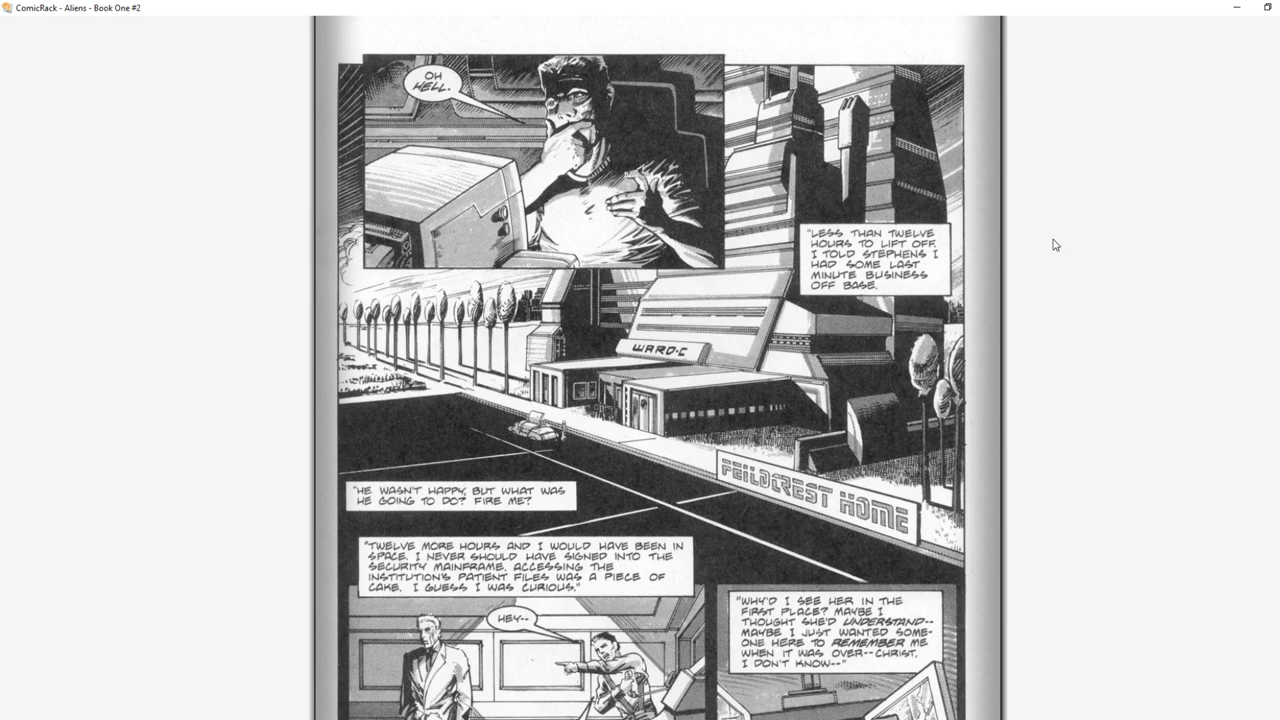 ComicRack - Aliens - Book One #2
OH
HELL.
"LESS THAN TWELVE
HOURS TO LIFT OFF.
I TOLD STEPHENS I
HAD SOME LAST
MINUTE BUSINESS
OFF BASE.
WARD-C
FEILDCREST HOME
"HE WASN'T HAPPY, BUT WHAT WAS
HE GOING TO DO? FIRE ME?
"TWELVE MORE HOURS AND I WOULD HAVE BEEN IN
SPACE. I NEVER SHOULD HAVE SIGNED INTO THE
SECURITY MAINFRAME. ACCESSING THE
INSTITUTION'S PATIENT FILES WAS A PIECE OF
CAKE. I GUESS I WAS CURIOUS."
HEY--
"WHY'D I SEE HER IN THE
FIRST PLACE? MAYBE I
THOUGHT SHE'D UNDERSTAND--
MAYBE I JUST WANTED SOME-
ONE HERE TO REMEMBER ME
WHEN IT WAS OVER--CHRIST,
I DON'T KNOW--"